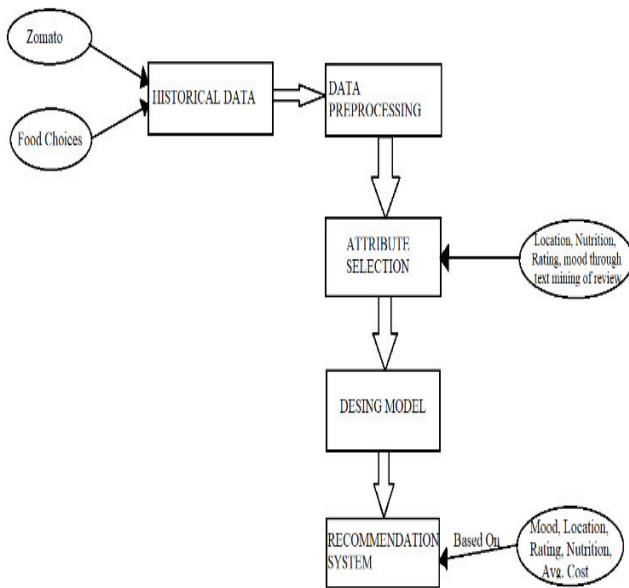 Zomato
HISTORICAL DATA
DATA
PREPROCESSING
Food Choices
ATTRIBUTE
SELECTION
Location, Nutrition,
Rating, mood through
text mining of review
DESING MODEL
RECOMMENDATION
SYSTEM
Based On
Mood, Location,
Rating, Nutrition,
Avg. Cost